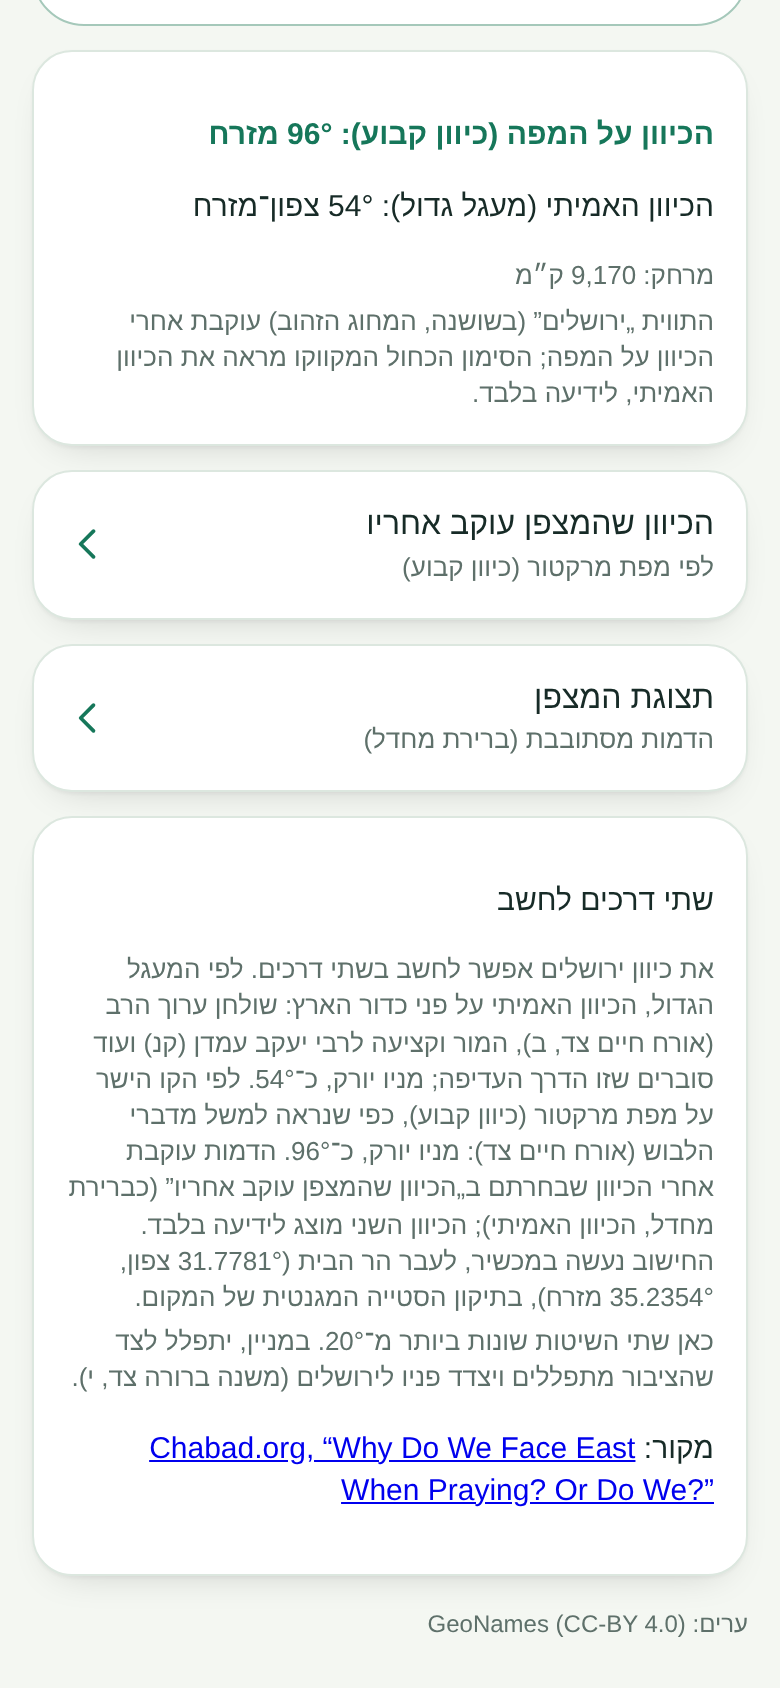 הכיוון על המפה (כיוון קבוע): 96° מזרח
הכיוון האמיתי (מעגל גדול): 54° צפון־מזרח
מרחק: 9,170 ק״מ
התווית „ירושלים” (בשושנה, המחוג הזהוב) עוקבת אחרי
הכיוון על המפה; הסימון הכחול המקווקו מראה את הכיוון
האמיתי, לידיעה בלבד.
הכיוון שהמצפן עוקב אחריו
לפי מפת מרקטור (כיוון קבוע)
תצוגת המצפן
הדמות מסתובבת (ברירת מחדל)
שתי דרכים לחשב
את כיוון ירושלים אפשר לחשב בשתי דרכים. לפי המעגל
הגדול, הכיוון האמיתי על פני כדור הארץ: שולחן ערוך הרב
(אורח חיים צד, ב), המור וקציעה לרבי יעקב עמדן (קנ) ועוד
סוברים שזו הדרך העדיפה; מניו יורק, כ־54°. לפי הקו הישר
על מפת מרקטור (כיוון קבוע), כפי שנראה למשל מדברי
הלבוש (אורח חיים צד): מניו יורק, כ־96°. הדמות עוקבת
אחרי הכיוון שבחרתם ב„הכיוון שהמצפן עוקב אחריו” (כברירת
מחדל, הכיוון האמיתי); הכיוון השני מוצג לידיעה בלבד.
החישוב נעשה במכשיר, לעבר הר הבית (31.7781° צפון,
35.2354° מזרח), בתיקון הסטייה המגנטית של המקום.
כאן שתי השיטות שונות ביותר מ־20°. במניין, יתפלל לצד
שהציבור מתפללים ויצדד פניו לירושלים (משנה ברורה צד, י).
מקור: Chabad.org, “Why Do We Face East
When Praying? Or Do We?”
ערים: GeoNames (CC-BY 4.0)